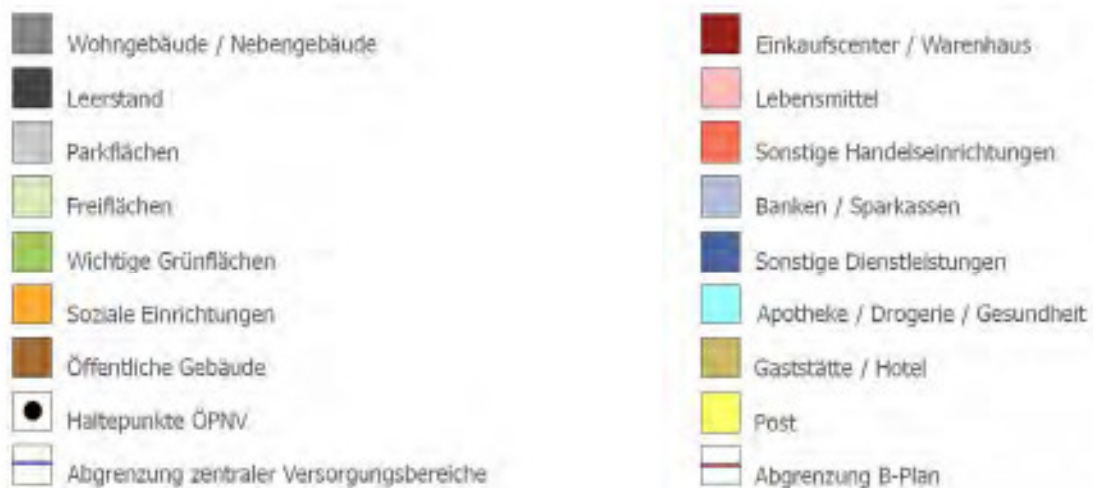 Wohngebäude / Nebengebäude
Leerstand
Parkflächen
Freiflächen
Wichtige Grünflächen
Soziale Einrichtungen
Öffentliche Gebäude
Haltepunkte ÖPNV
Abgrenzung zentraler Versorgungsbereiche
Einkaufscenter / Warenhaus
Lebensmittel
Sonstige Handelseinrichtungen
Banken / Sparkassen
Sonstige Dienstleistungen
Apotheke / Drogerie / Gesundheit
Gaststätte / Hotel
Post
Abgrenzung B-Plan